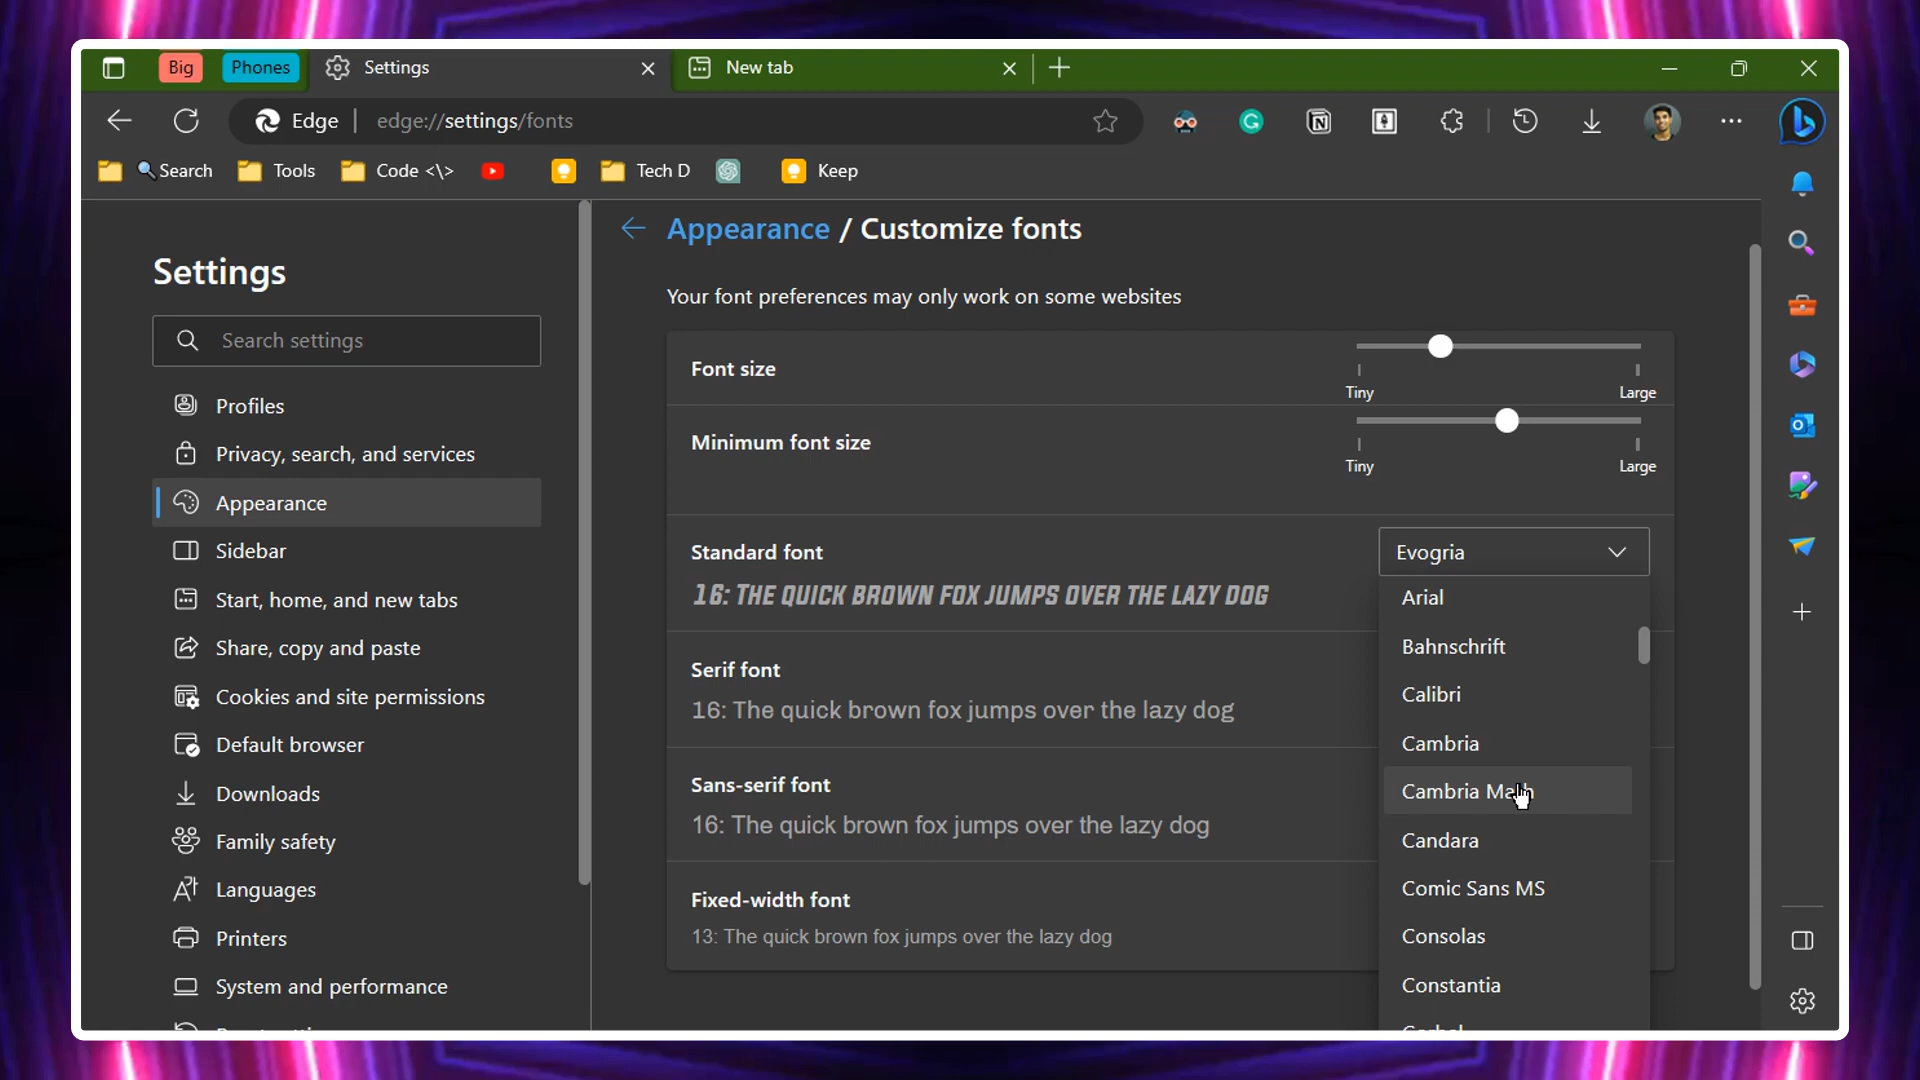 Big Phones Settings New tab
Edge edge://settings/fonts
Search Tools Code <\> Tech D Keep
Settings
Search settings
Profiles
Privacy, search, and services
Appearance
Sidebar
Start, home, and new tabs
Share, copy and paste
Cookies and site permissions
Default browser
Downloads
Family safety
Languages
Printers
System and performance
Appearance / Customize fonts
Your font preferences may only work on some websites
Font size
Tiny Large
Minimum font size
Tiny Large
Standard font
16: THE QUICK BROWN FOX JUMPS OVER THE LAZY DOG
Evogria
Arial
Bahnschrift
Calibri
Cambria
Cambria Math
Candara
Comic Sans MS
Consolas
Constantia
Serif font
16: The quick brown fox jumps over the lazy dog
Sans-serif font
16: The quick brown fox jumps over the lazy dog
Fixed-width font
13: The quick brown fox jumps over the lazy dog